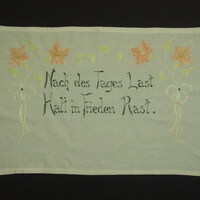 Nach des Tages Last
Halt in Frieden Rast.